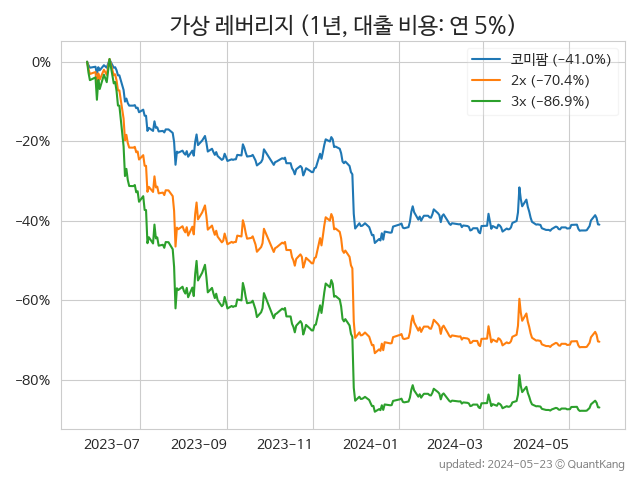 가상 레버리지 (1년, 대출 비용: 연 5%)
코미팜 (−41.0%)
2x (−70.4%)
3x (−86.9%)
0%
−20%
−40%
−60%
−80%
2023-07 2023-09 2023-11 2024-01 2024-03 2024-05
updated: 2024-05-23 © QuantKang